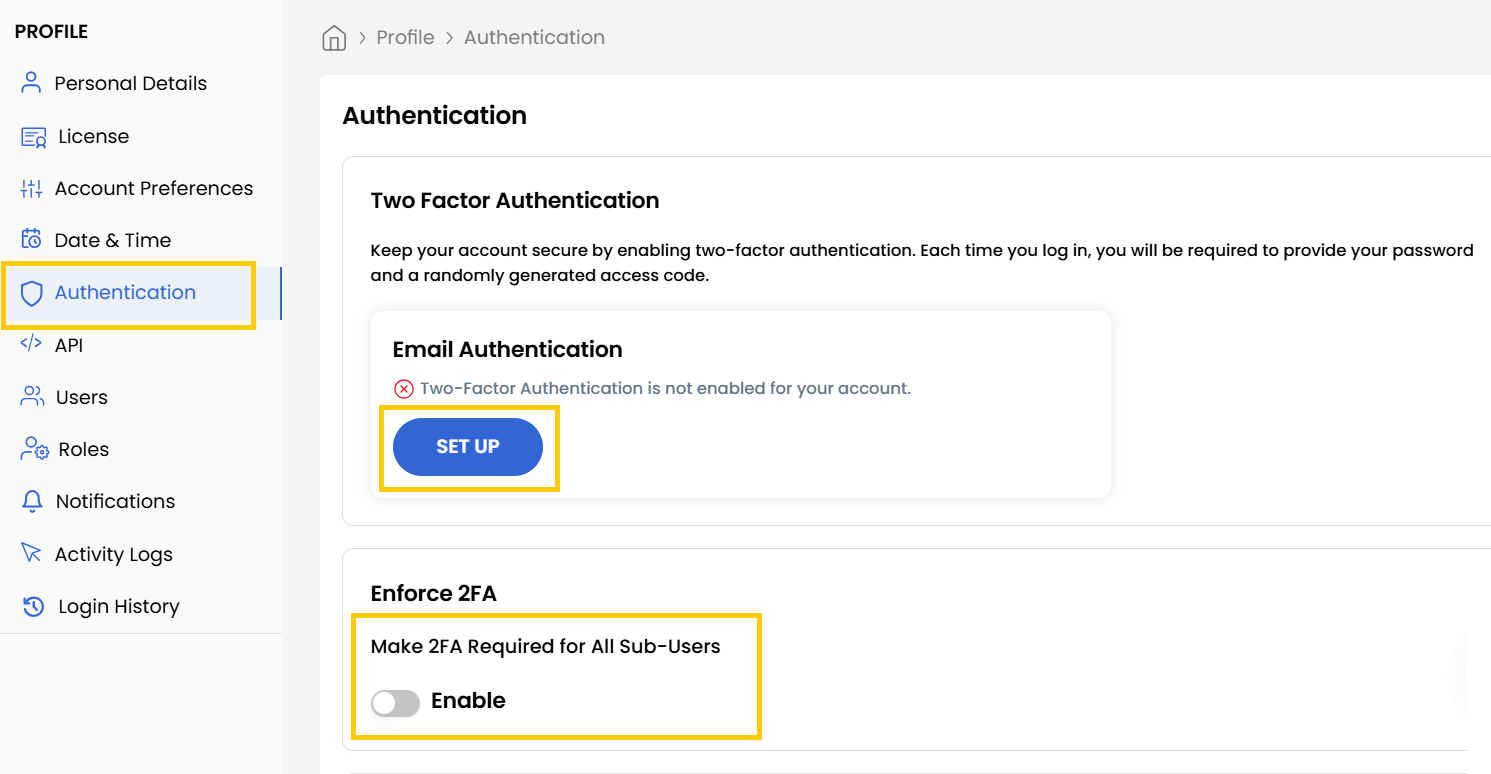 PROFILE
Personal Details
License
Account Preferences
Date & Time
Authentication
API
Users
Roles
Notifications
Activity Logs
Login History
Profile
Authentication
Authentication
Two Factor Authentication
Keep your account secure by enabling two-factor authentication. Each time you log in, you will be required to provide your password
and a randomly generated access code.
Email Authentication
Two-Factor Authentication is not enabled for your account.
SET UP
Enforce 2FA
Make 2FA Required for All Sub-Users
Enable